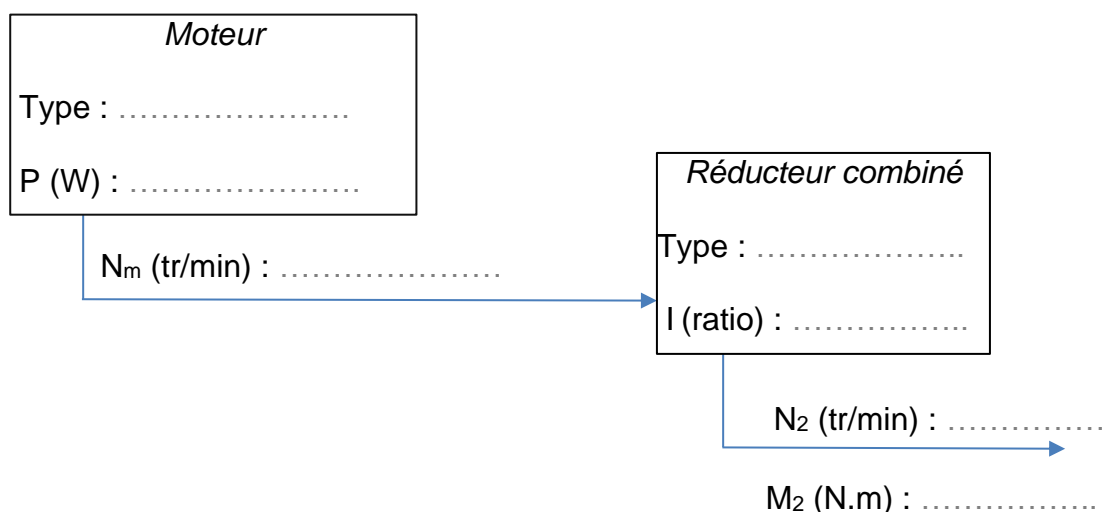 Moteur
Type : ………………….
P (W) : ………………….
Réducteur combiné
Type : ………………..
Nm (tr/min) : …………………
I (ratio) : ……………..
N2 (tr/min) : ……………
M2 (N.m) : ……………..